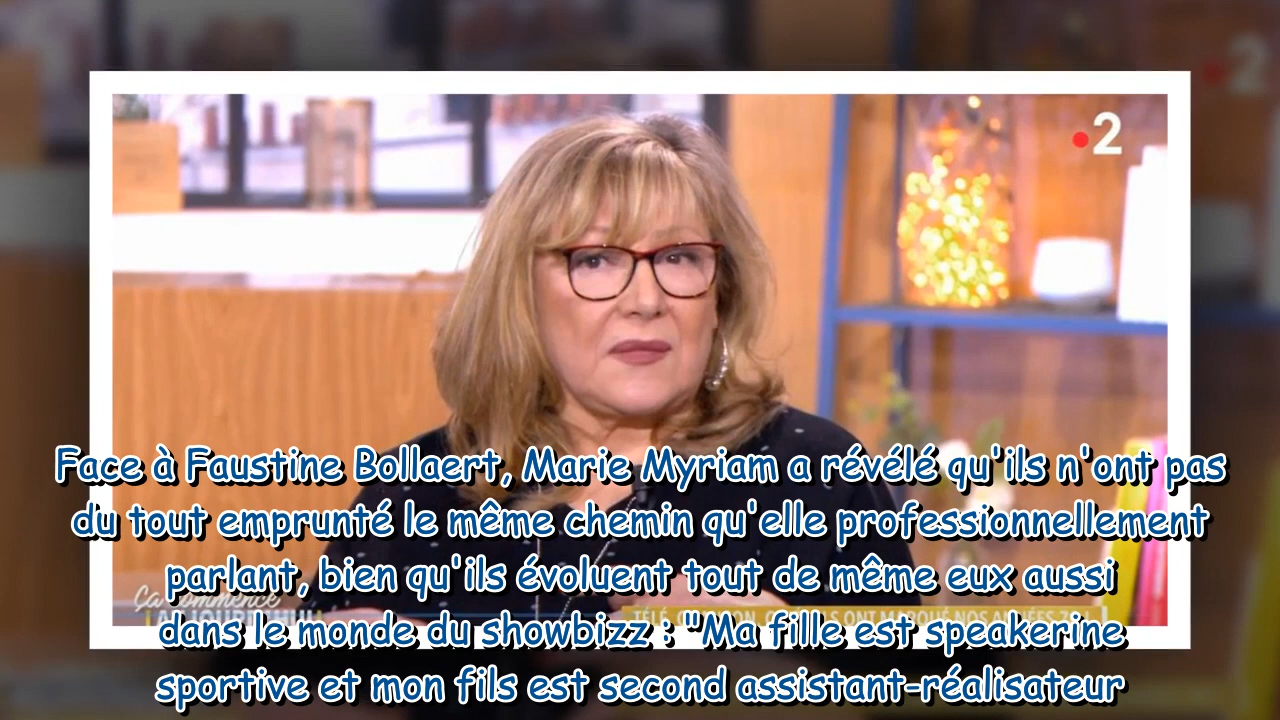 2
Face à Faustine Bollaert, Marie Myriam a révélé qu'ils n'ont pas
du tout emprunté le même chemin qu'elle professionnellement
parlant, bien qu'ils évoluent tout de même eux aussi
Ça commence
dans le monde du showbizz : "Ma fille est speakerine
sportive et mon fils est second assistant-réalisateur